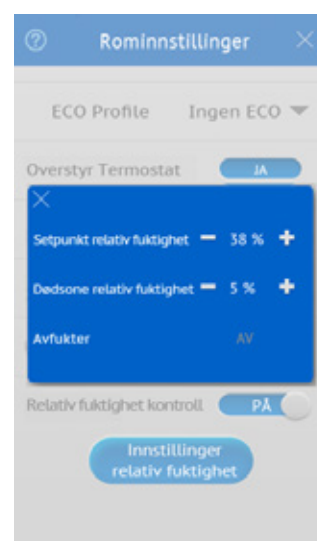 ? Rominnstillinger ×
ECO Profile Ingen ECO
Overstyr Termostat JA
Setpunkt relativ fuktighet − 38 % +
Dødsone relativ fuktighet − 5 % +
Avfukter AV
Relativ fuktighet kontroll PÅ
Innstillinger
relativ fuktighet